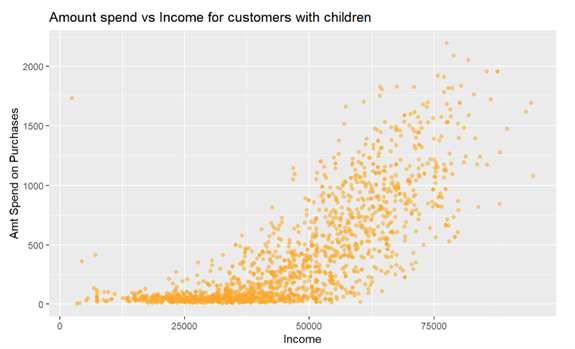 Amount spend vs Income for customers with children
2000
1500
1000
500
0
Amt Spend on Purchases
0 25000 50000 75000
Income